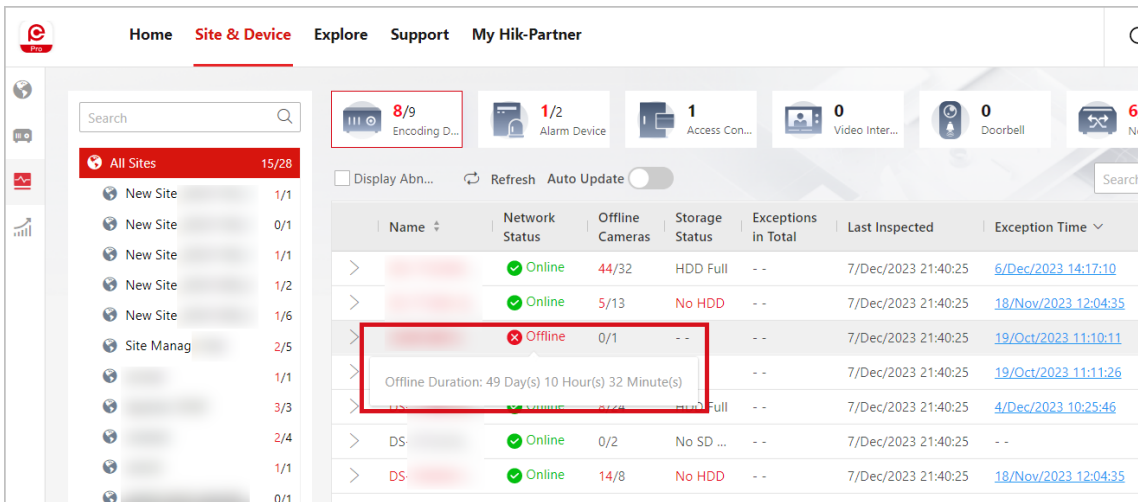 Pro
Home Site & Device Explore Support My Hik-Partner
Search
8/9
Encoding D...
1/2
Alarm Device
1
Access Con...
0
Video Inter...
0
Doorbell
6
All Sites 15/28
New Site 1/1
New Site 0/1
New Site 1/1
New Site 1/2
New Site 1/6
Site Manag 2/5
1/1
3/3
2/4
1/1
0/1
Display Abn... Refresh Auto Update
Search
Name Network Status Offline Cameras Storage Status Exceptions in Total Last Inspected Exception Time
Online 44/32 HDD Full - - 7/Dec/2023 21:40:25 6/Dec/2023 14:17:10
Online 5/13 No HDD - - 7/Dec/2023 21:40:25 18/Nov/2023 12:04:35
Offline 0/1 - - - - 7/Dec/2023 21:40:25 19/Oct/2023 11:10:11
Offline Duration: 49 Day(s) 10 Hour(s) 32 Minute(s)
- - 7/Dec/2023 21:40:25 19/Oct/2023 11:11:26
DS- Online 8/24 HDD Full - - 7/Dec/2023 21:40:25 4/Dec/2023 10:25:46
DS- Online 0/2 No SD ... - - 7/Dec/2023 21:40:25 - -
DS- Online 14/8 No HDD - - 7/Dec/2023 21:40:25 18/Nov/2023 12:04:35